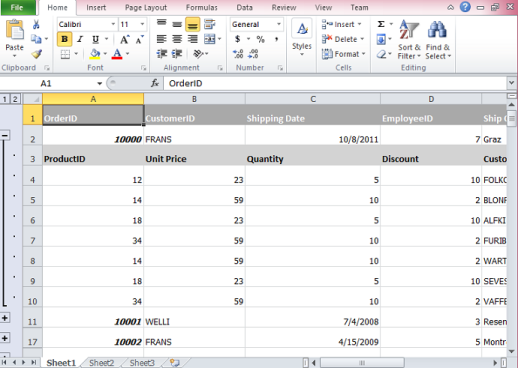 File Home Insert Page Layout Formulas Data Review View Team
Calibri 11 General Insert Σ
Paste B I U A A $ % , Styles Delete Sort & Find &
.00 .0 Format Filter Select
Clipboard Font Alignment Number Cells Editing
A1 fx OrderID
1 2 A B C D
1 OrderID CustomerID Shipping Date EmployeeID Ship
2 10000 FRANS 10/8/2011 7 Graz
3 ProductID Unit Price Quantity Discount Custo
4 12 23 5 10 FOLKO
5 14 59 10 2 BLONP
6 18 23 5 10 ALFKI
7 34 59 10 2 FURIB
8 14 59 10 2 WART
9 18 23 5 10 SEVES
10 34 59 10 2 VAFFE
11 10001 WELLI 7/4/2008 3 Resen
17 10002 FRANS 4/15/2009 5 Montr
Sheet1 Sheet2 Sheet3